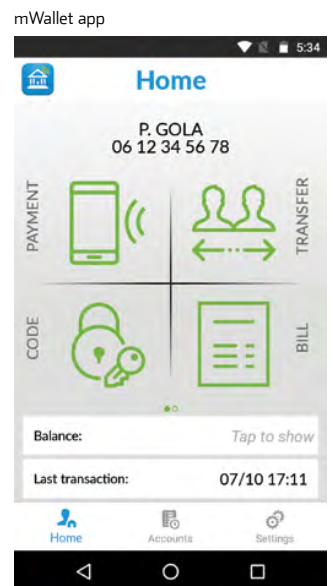 mWallet app
5:34
Home
P. GOLA
06 12 34 56 78
PAYMENT
TRANSFER
CODE
BILL
Balance: Tap to show
Last transaction: 07/10 17:11
Home Accounts Settings